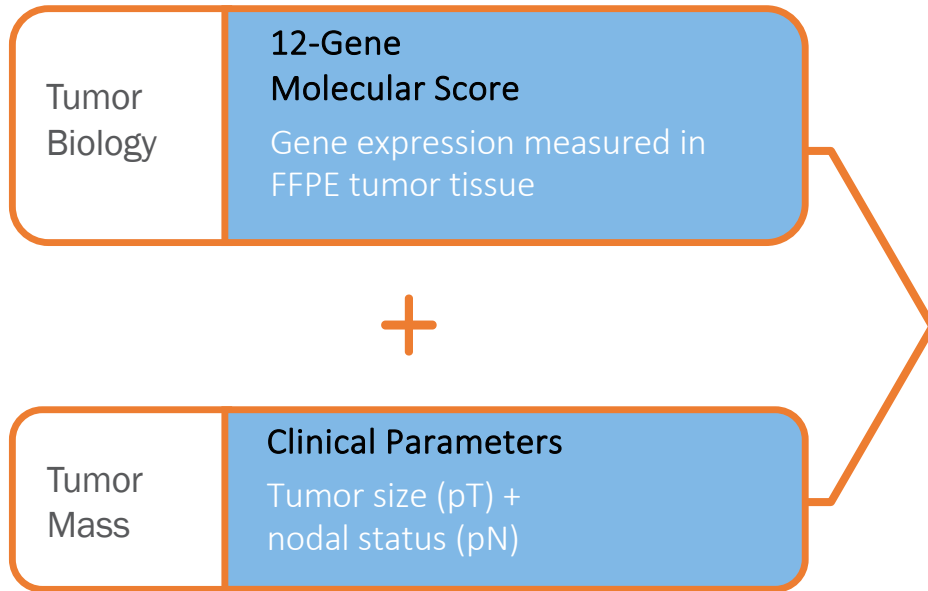 Tumor
Biology
12-Gene
Molecular Score
Gene expression measured in
FFPE tumor tissue
+
Tumor
Mass
Clinical Parameters
Tumor size (pT) +
nodal status (pN)